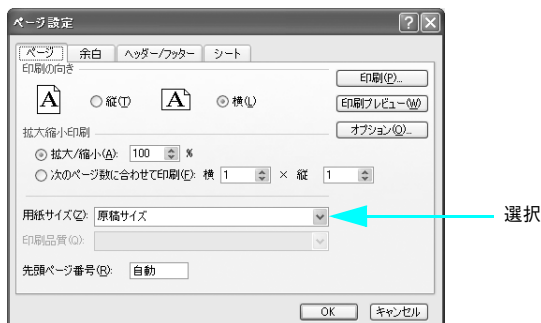 ページ設定
ページ 余白 ヘッダー/フッター シート
印刷の向き
印刷(P)...
A 縦(T) A 横(L)
印刷プレビュー(W)
拡大縮小印刷
オプション(O)...
拡大/縮小(A): 100 %
次のページ数に合わせて印刷(F): 横 1 × 縦 1
用紙サイズ(Z): 原稿サイズ
選択
印刷品質(Q):
先頭ページ番号(R): 自動
OK キャンセル